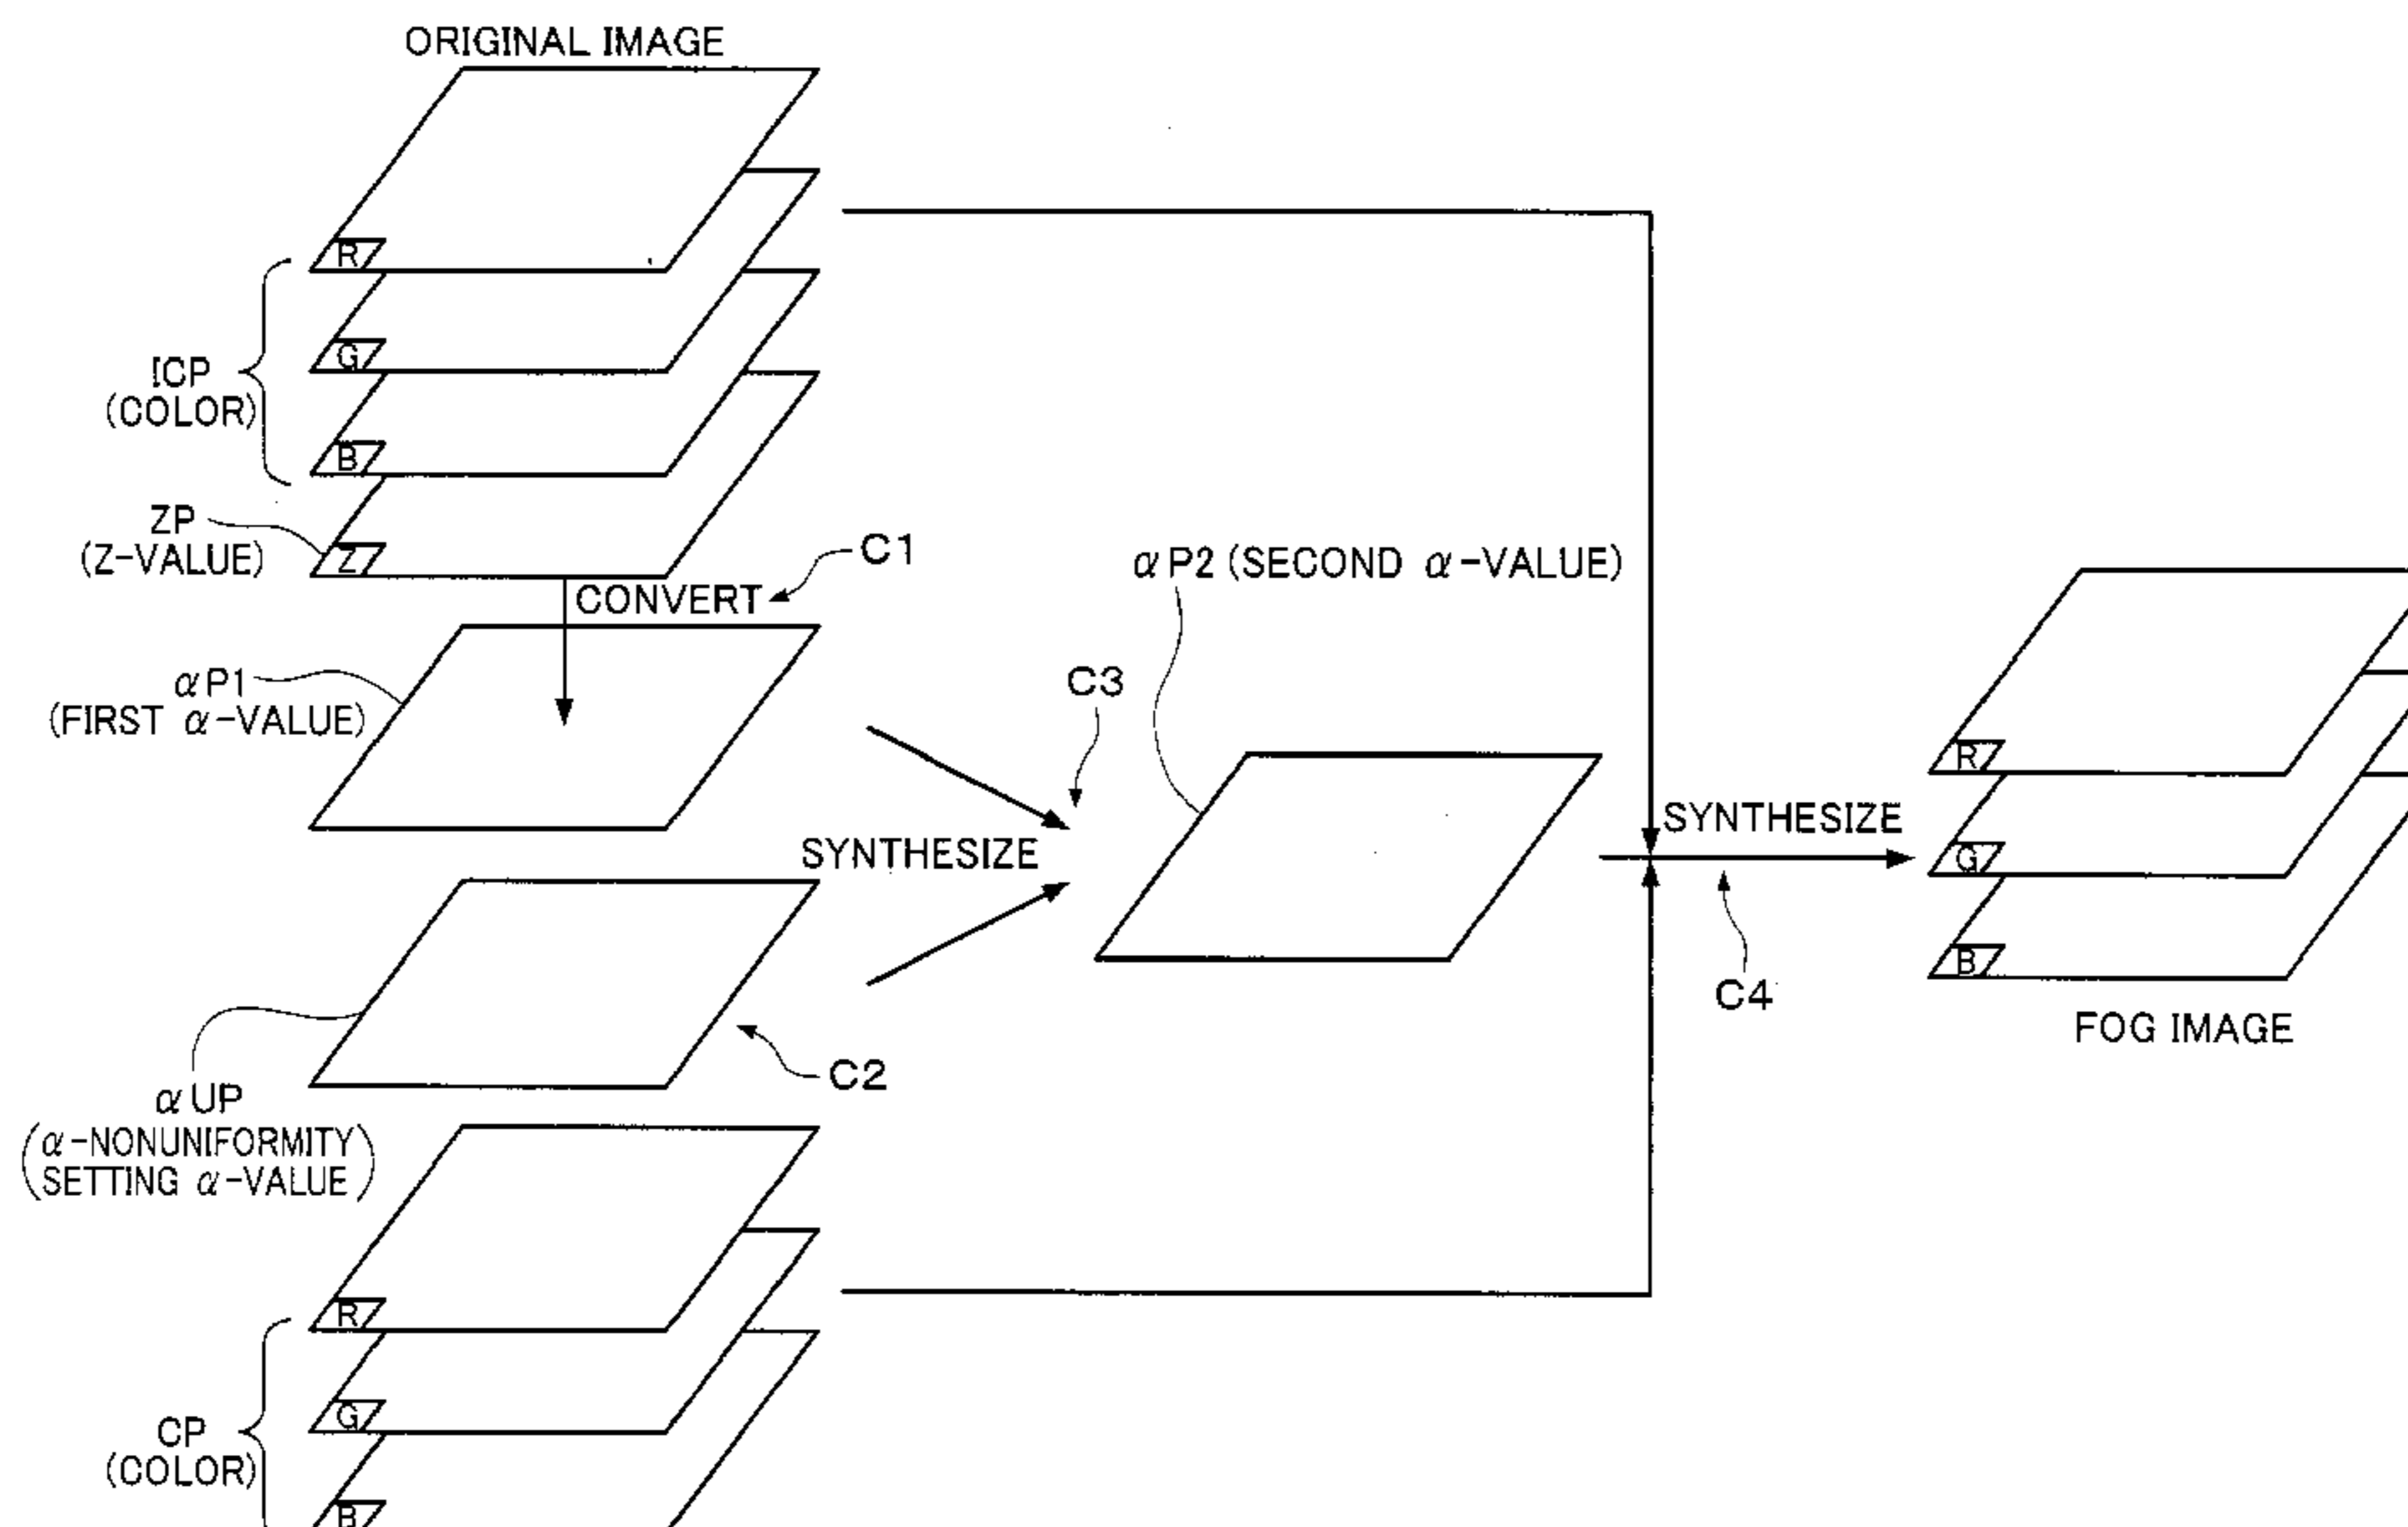 ORIGINAL IMAGE
R
G
ICP
(COLOR)
B
ZP
(Z-VALUE)
Z
CONVERT
C1
αP1
(FIRST α-VALUE)
C3
αP2 (SECOND α-VALUE)
SYNTHESIZE
SYNTHESIZE
C4
R
G
B
FOG IMAGE
C2
αUP
(α-NONUNIFORMITY
SETTING α-VALUE)
R
G
CP
(COLOR)
B